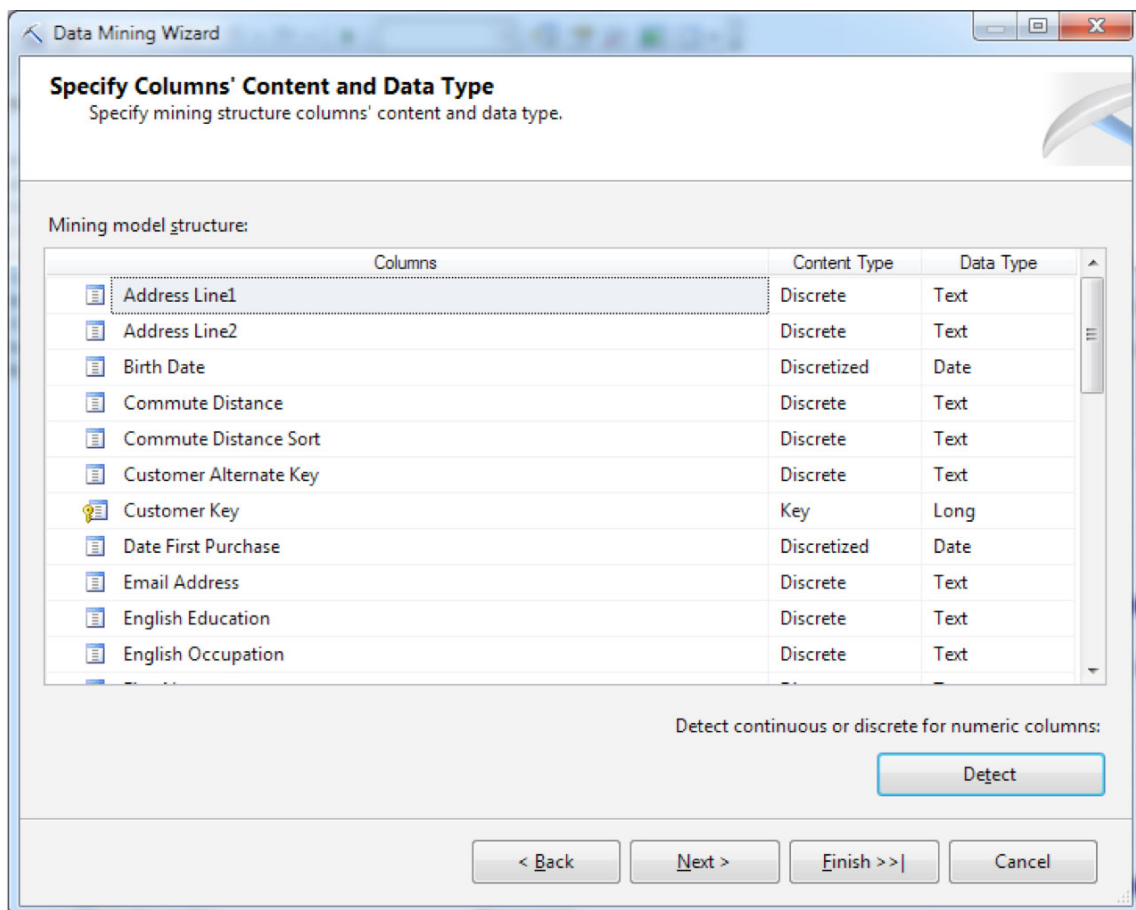 Data Mining Wizard
Specify Columns' Content and Data Type
Specify mining structure columns' content and data type.
Mining model structure:
Columns Content Type Data Type
Address Line1 Discrete Text
Address Line2 Discrete Text
Birth Date Discretized Date
Commute Distance Discrete Text
Commute Distance Sort Discrete Text
Customer Alternate Key Discrete Text
Customer Key Key Long
Date First Purchase Discretized Date
Email Address Discrete Text
English Education Discrete Text
English Occupation Discrete Text
Detect continuous or discrete for numeric columns:
Detect
< Back Next > Finish >>| Cancel